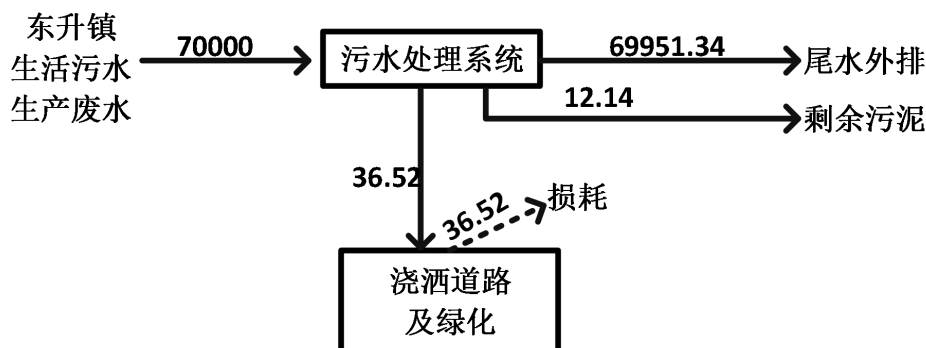 东升镇
生活污水
生产废水
70000
污水处理系统
69951.34
尾水外排
12.14
剩余污泥
36.52
36.52
损耗
浇洒道路
及绿化